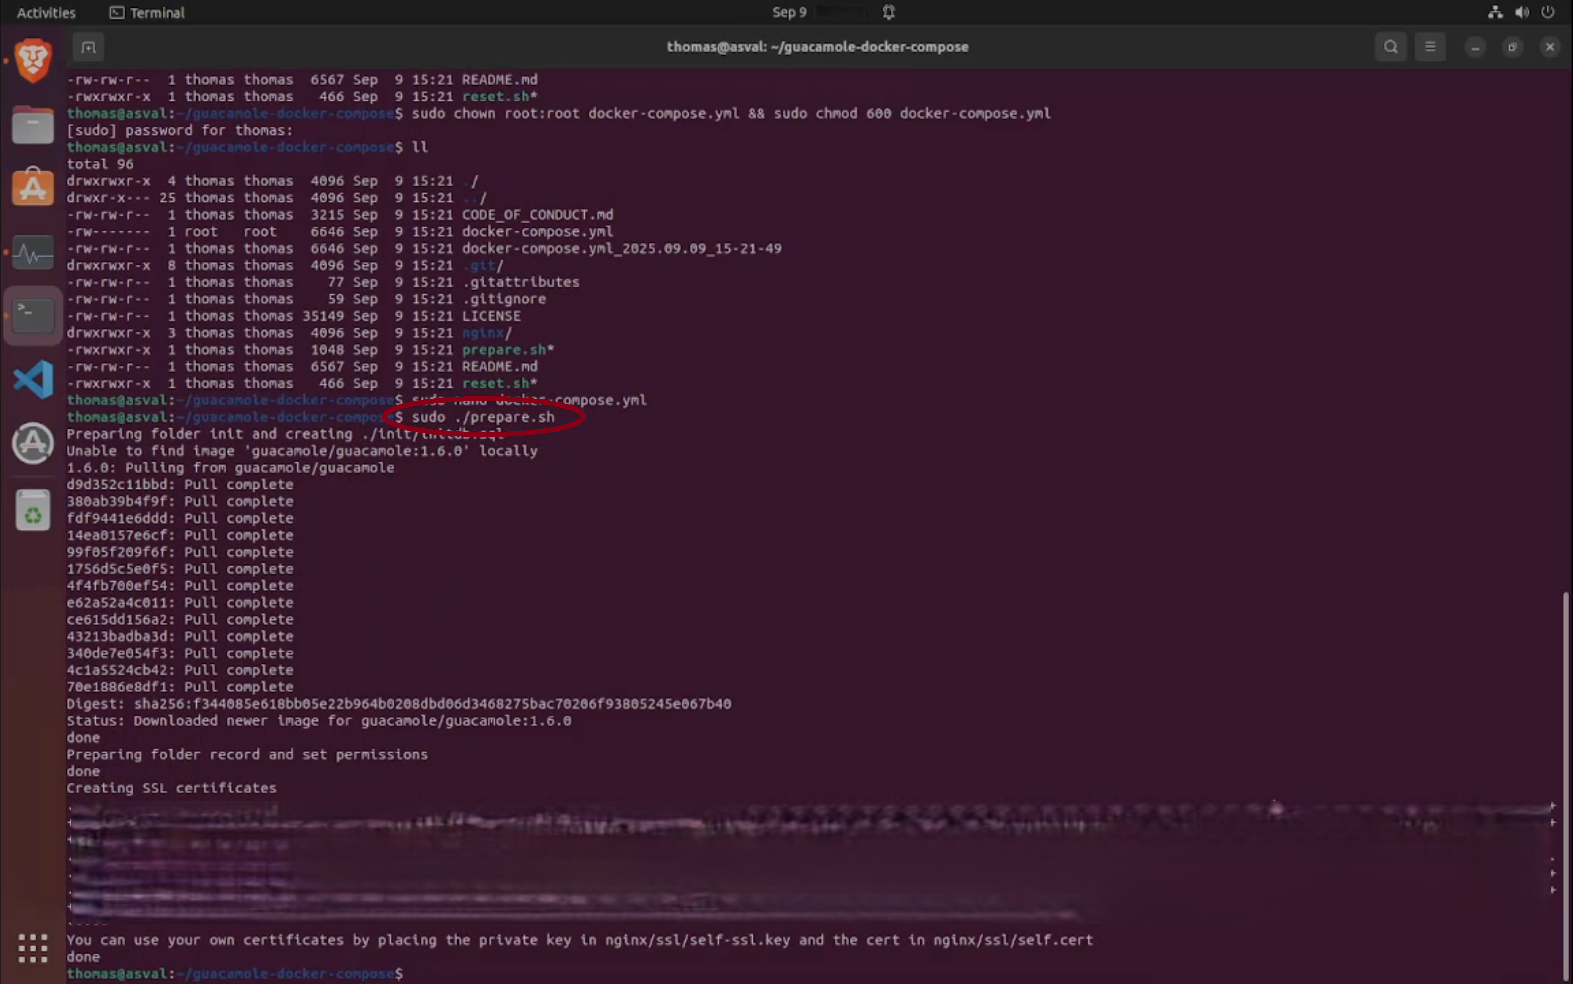 Activities
Terminal
Sep 9
thomas@asval: ~/guacamole-docker-compose
-rw-rw-r-- 1 thomas thomas 6567 Sep 9 15:21 README.md
-rwxrwxr-x 1 thomas thomas 466 Sep 9 15:21 reset.sh*
thomas@asval:~/guacamole-docker-compose$ sudo chown root:root docker-compose.yml && sudo chmod 600 docker-compose.yml
[sudo] password for thomas:
thomas@asval:~/guacamole-docker-compose$ ll
total 96
drwxrwxr-x 4 thomas thomas 4096 Sep 9 15:21 ./
drwxr-x--- 25 thomas thomas 4096 Sep 9 15:21 ../
-rw-rw-r-- 1 thomas thomas 3215 Sep 9 15:21 CODE_OF_CONDUCT.md
-rw------- 1 root root 6646 Sep 9 15:21 docker-compose.yml
-rw-rw-r-- 1 thomas thomas 6646 Sep 9 15:21 docker-compose.yml_2025.09.09_15-21-49
drwxrwxr-x 8 thomas thomas 4096 Sep 9 15:21 .git/
-rw-rw-r-- 1 thomas thomas 77 Sep 9 15:21 .gitattributes
-rw-rw-r-- 1 thomas thomas 59 Sep 9 15:21 .gitignore
-rw-rw-r-- 1 thomas thomas 35149 Sep 9 15:21 LICENSE
drwxrwxr-x 3 thomas thomas 4096 Sep 9 15:21 nginx/
-rwxrwxr-x 1 thomas thomas 1048 Sep 9 15:21 prepare.sh*
-rw-rw-r-- 1 thomas thomas 6567 Sep 9 15:21 README.md
-rwxrwxr-x 1 thomas thomas 466 Sep 9 15:21 reset.sh*
thomas@asval:~/guacamole-docker-compose$ sudo nano docker-compose.yml
thomas@asval:~/guacamole-docker-compose$ sudo ./prepare.sh
Preparing folder init and creating ./init/initdb.sql
Unable to find image 'guacamole/guacamole:1.6.0' locally
1.6.0: Pulling from guacamole/guacamole
d9d352c11bbd: Pull complete
380ab39b4f9f: Pull complete
fdf9441e6ddd: Pull complete
14ea0157e6cf: Pull complete
99f05f209f6f: Pull complete
1756d5c5e0f5: Pull complete
4f4fb700ef54: Pull complete
e62a52a4c011: Pull complete
ce615dd156a2: Pull complete
43213badba3d: Pull complete
340de7e054f3: Pull complete
4c1a5524cb42: Pull complete
70e1886e8df1: Pull complete
Digest: sha256:f344085e618bb05e22b964b0208dbd06d3468275bac70206f93805245e067b40
Status: Downloaded newer image for guacamole/guacamole:1.6.0
done
Preparing folder record and set permissions
done
Creating SSL certificates
-----
You can use your own certificates by placing the private key in nginx/ssl/self-ssl.key and the cert in nginx/ssl/self.cert
done
thomas@asval:~/guacamole-docker-compose$